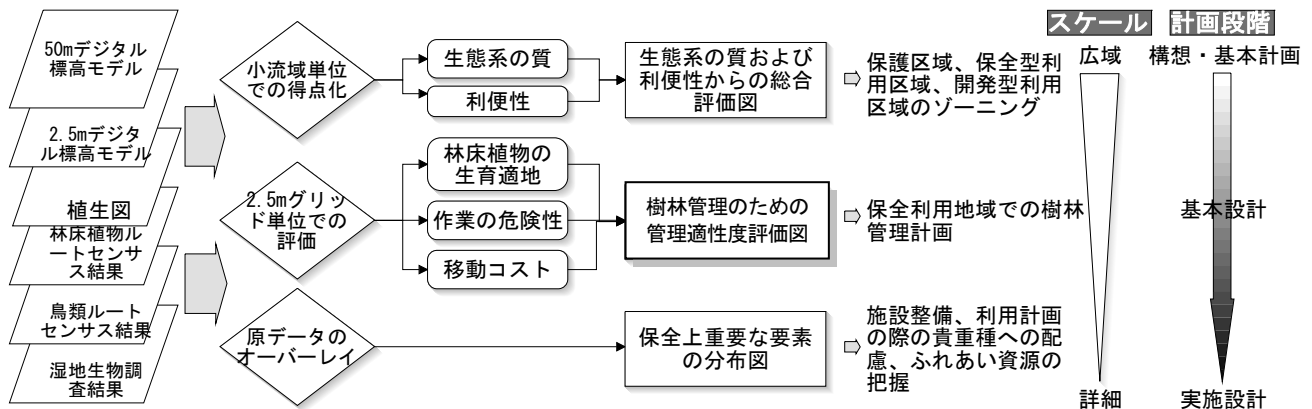 50mデジタル
標高モデル
2.5mデジタ
ル標高モデル
植生図
林床植物ル
ートセンサ
ス結果
鳥類ルート
センサス結果
湿地生物調
査結果
小流域単位
での得点化
生態系の質
利便性
生態系の質および
利便性からの総合
評価図
保護区域、保全型利
用区域、開発型利用
区域のゾーニング
2.5mグリッ
ド単位での
評価
林床植物の
生育適地
作業の危険性
移動コスト
樹林管理のための
管理適性度評価図
保全利用地域での樹林
管理計画
原データの
オーバーレイ
保全上重要な要素
の分布図
施設整備、利用計画
の際の貴重種への配
慮、ふれあい資源の
把握
スケール
広域
詳細
計画段階
構想・基本計画
基本設計
実施設計